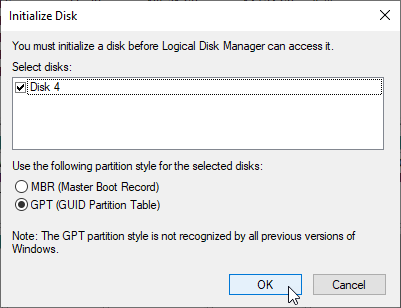 Initialize Disk
You must initialize a disk before Logical Disk Manager can access it.
Select disks:
Disk 4
Use the following partition style for the selected disks:
MBR (Master Boot Record)
GPT (GUID Partition Table)
Note: The GPT partition style is not recognized by all previous versions of
Windows.
OK
Cancel